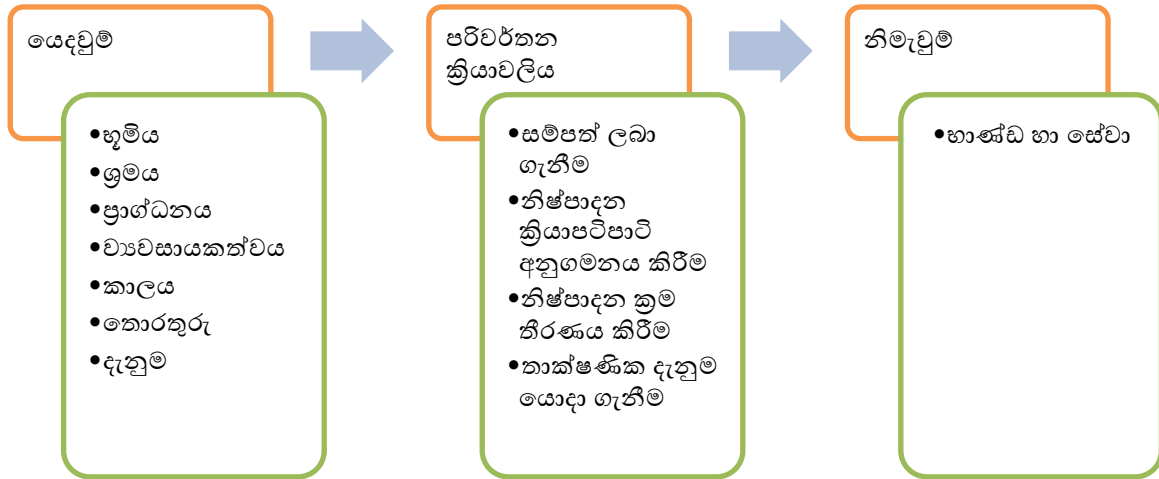 යෙදවුම්
•භූමිය
•ශ්‍රමය
•ප්‍රාග්ධනය
•ව්‍යවසායකත්වය
•කාලය
•තොරතුරු
•දැනුම
පරිවර්තන
ක්‍රියාවලිය
•සම්පත් ලබා
ගැනීම
•නිෂ්පාදන
ක්‍රියාපටිපාටි
අනුගමනය කිරීම
•නිෂ්පාදන ක්‍රම
තීරණය කිරීම
•තාක්ෂණික දැනුම
යොදා ගැනීම
නිමැවුම්
•භාණ්ඩ හා සේවා